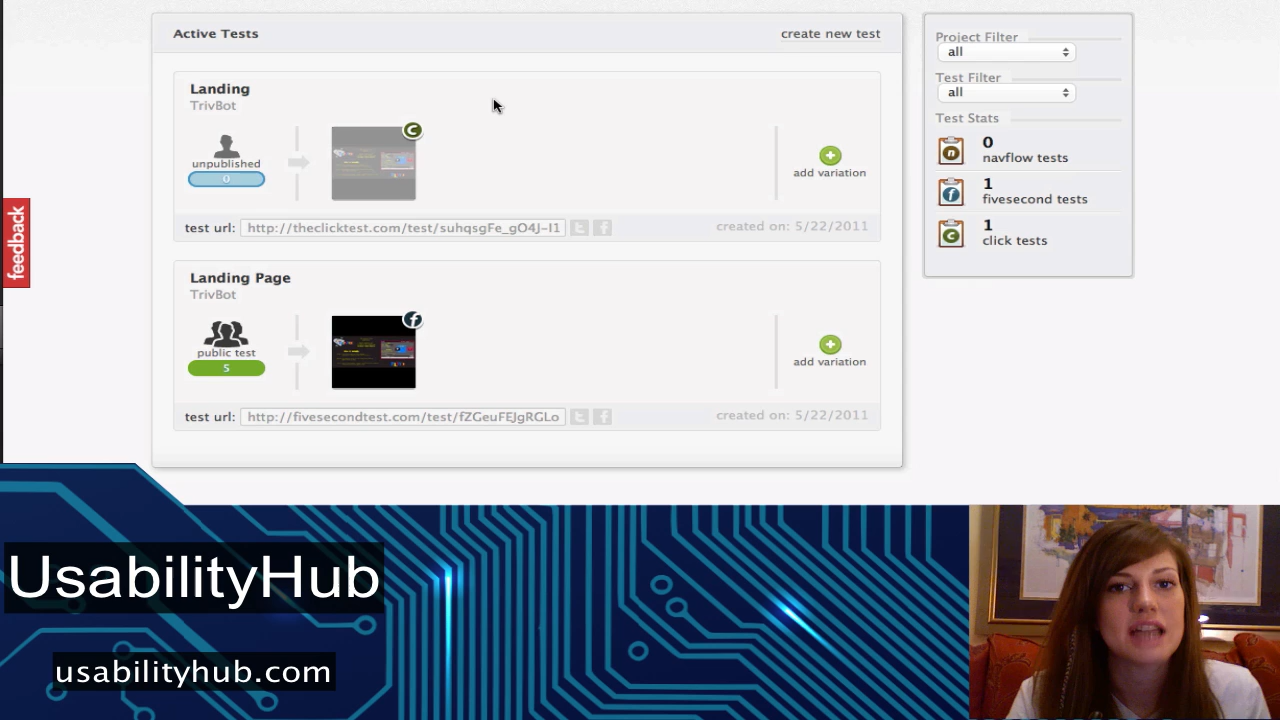 Active Tests
create new test
Landing
TrivBot
unpublished
0
C
add variation
test url: http://theclicktest.com/test/suhqsgFe_gO4J-I1
created on: 5/22/2011
Landing Page
TrivBot
public test
5
f
add variation
test url: http://fivesecondtest.com/test/fZGeuFEJgRGLo
created on: 5/22/2011
Project Filter
all
Test Filter
all
Test Stats
n
0
navflow tests
f
1
fivesecond tests
C
1
click tests
feedback
UsabilityHub
usabilityhub.com